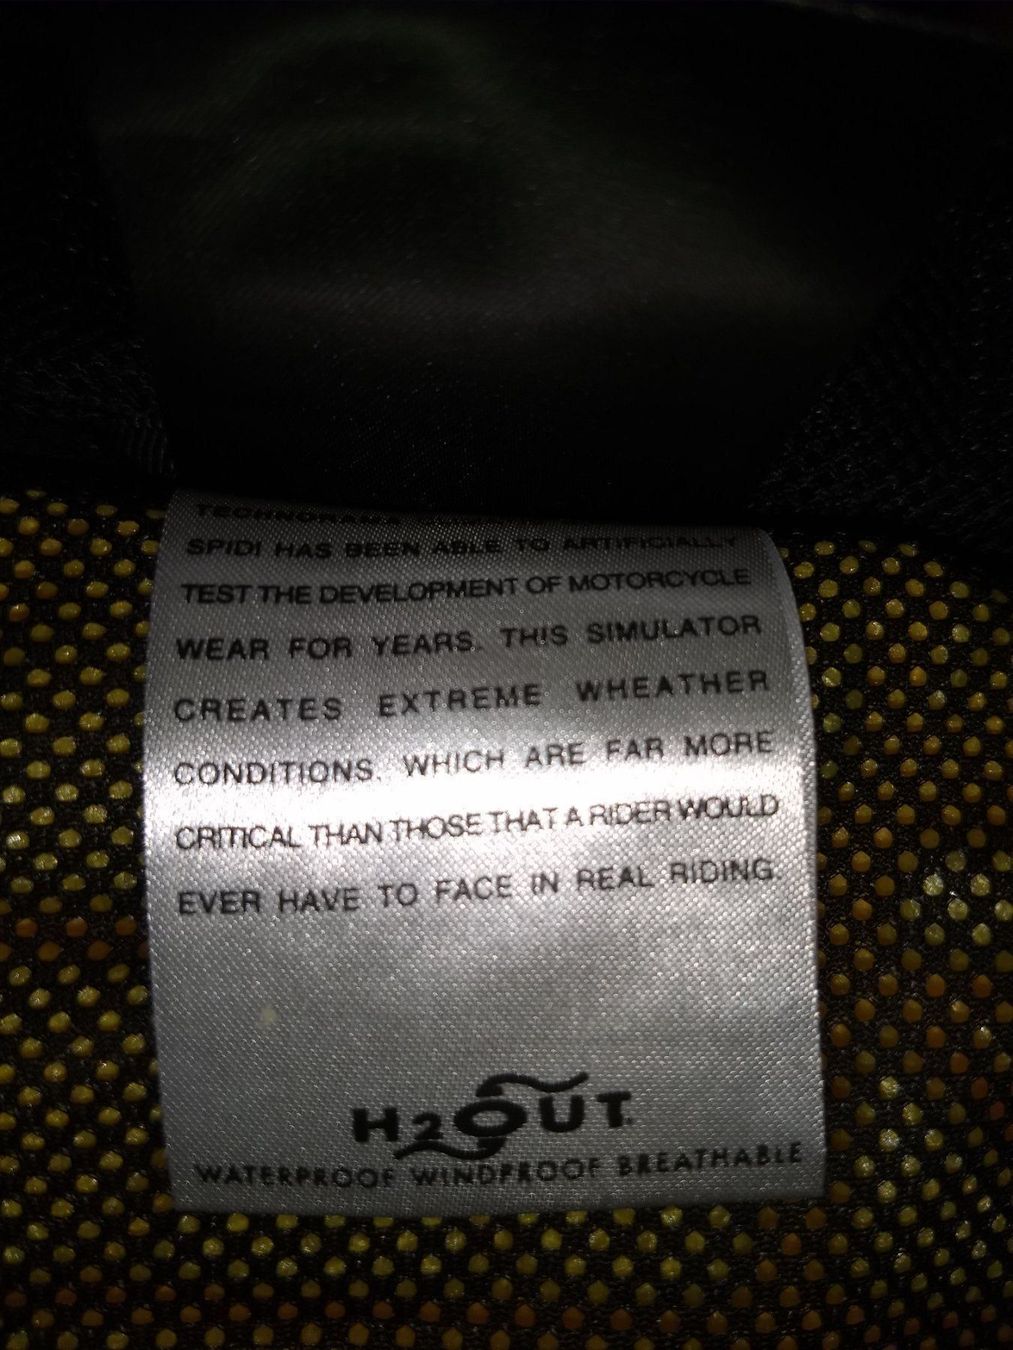 TECHNORAMA
SPIDI HAS BEEN ABLE TO ARTIFICIALLY
TEST THE DEVELOPMENT OF MOTORCYCLE
WEAR FOR YEARS. THIS SIMULATOR
CREATES EXTREME WHEATHER
CONDITIONS, WHICH ARE FAR MORE
CRITICAL THAN THOSE THAT A RIDER WOULD
EVER HAVE TO FACE IN REAL RIDING.
H2OUT.
WATERPROOF WINDPROOF BREATHABLE